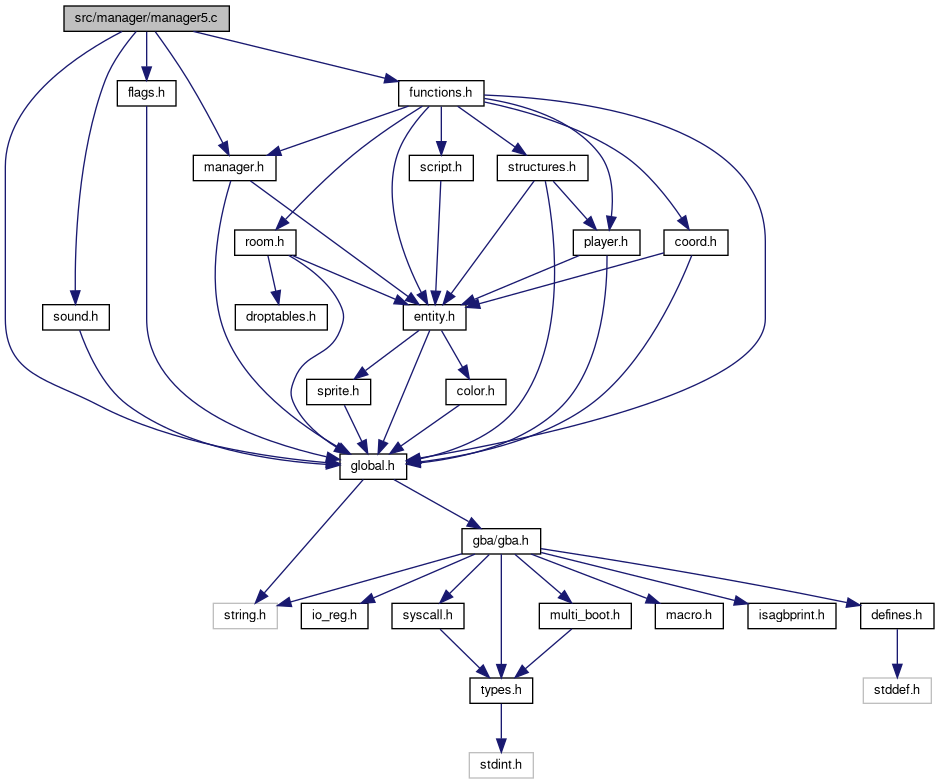 src/manager/manager5.c
flags.h
functions.h
manager.h
script.h
structures.h
room.h
player.h
coord.h
sound.h
droptables.h
entity.h
sprite.h
color.h
global.h
gba/gba.h
string.h
io_reg.h
syscall.h
multi_boot.h
macro.h
isagbprint.h
defines.h
types.h
stddef.h
stdint.h